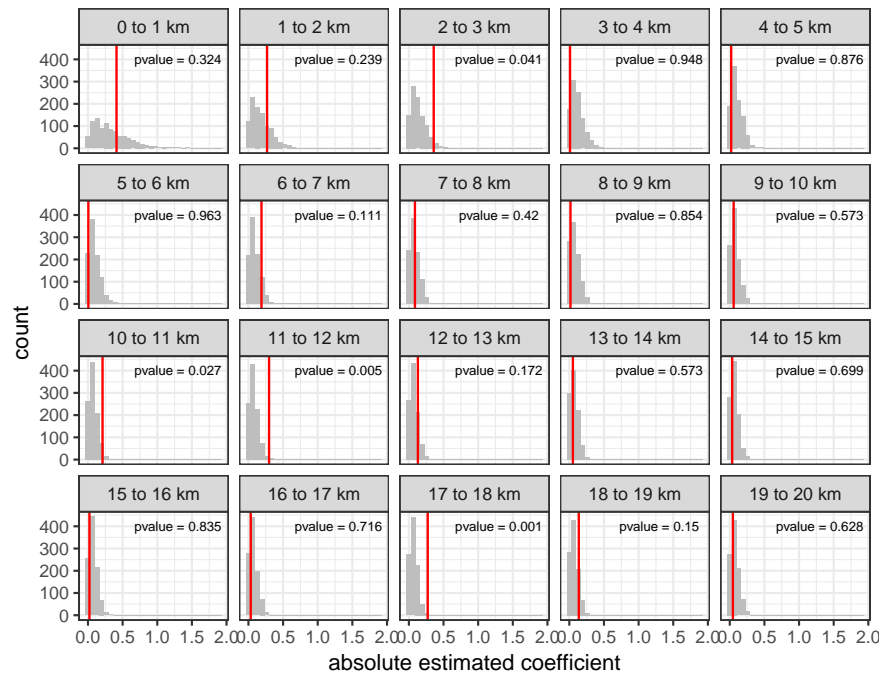 0 to 1 km 1 to 2 km 2 to 3 km 3 to 4 km 4 to 5 km
pvalue = 0.324 pvalue = 0.239 pvalue = 0.041 pvalue = 0.948 pvalue = 0.876
400
300
200
100
0
5 to 6 km 6 to 7 km 7 to 8 km 8 to 9 km 9 to 10 km
pvalue = 0.963 pvalue = 0.111 pvalue = 0.42 pvalue = 0.854 pvalue = 0.573
400
300
200
100
0
count
10 to 11 km 11 to 12 km 12 to 13 km 13 to 14 km 14 to 15 km
pvalue = 0.027 pvalue = 0.005 pvalue = 0.172 pvalue = 0.573 pvalue = 0.699
400
300
200
100
0
15 to 16 km 16 to 17 km 17 to 18 km 18 to 19 km 19 to 20 km
pvalue = 0.835 pvalue = 0.716 pvalue = 0.001 pvalue = 0.15 pvalue = 0.628
400
300
200
100
0
0.0 0.5 1.0 1.5 2.0 0.0 0.5 1.0 1.5 2.0 0.0 0.5 1.0 1.5 2.0 0.0 0.5 1.0 1.5 2.0 0.0 0.5 1.0 1.5 2.0
absolute estimated coefficient